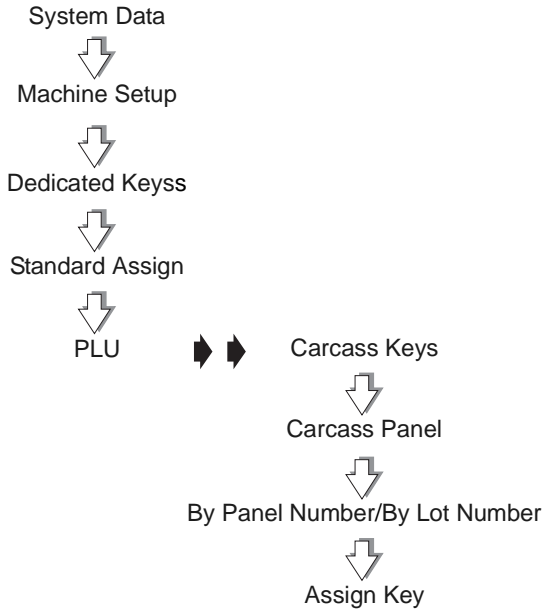 System Data
Machine Setup
Dedicated Keyss
Standard Assign
PLU
Carcass Keys
Carcass Panel
By Panel Number/By Lot Number
Assign Key